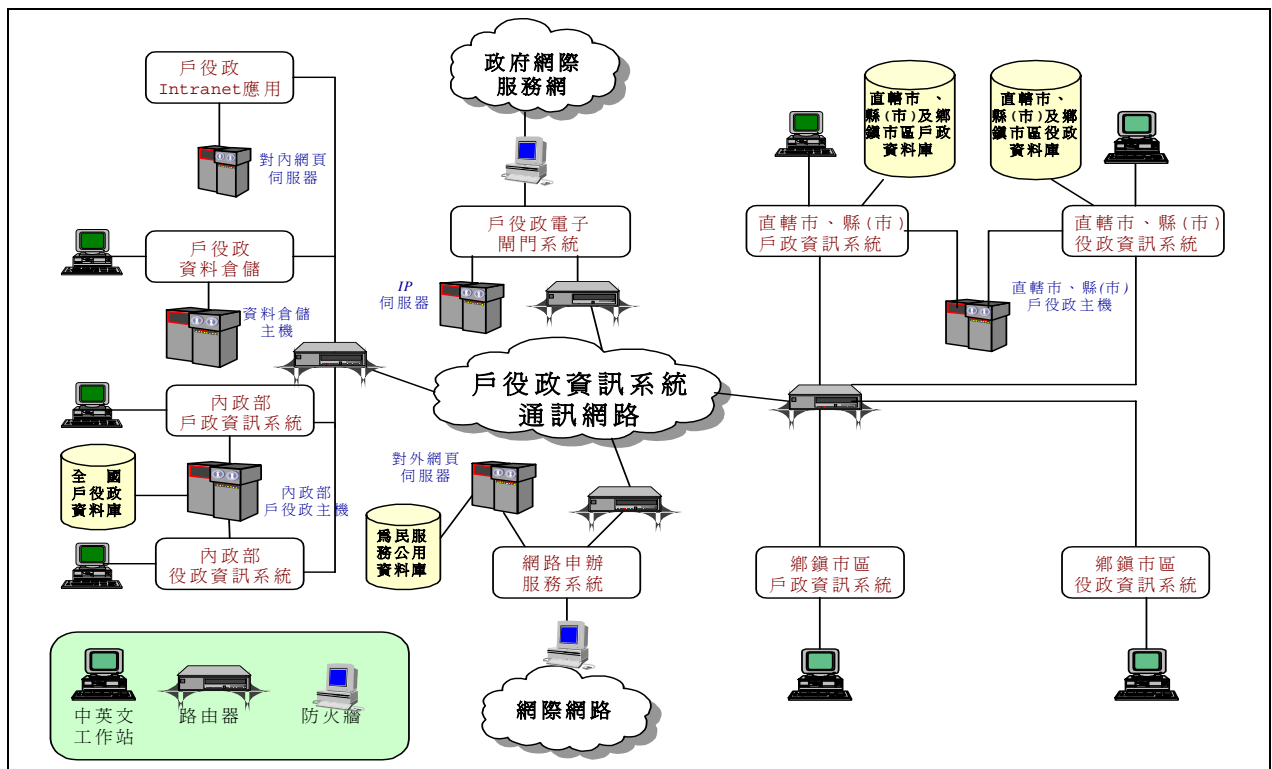 戶役政
Intranet應用
對內網頁
伺服器
政府網際
服務網
直轄市、
縣(市)及鄉
鎮市區戶政
資料庫
直轄市、
縣(市)及鄉
鎮市區役政
資料庫
戶役政
資料倉儲
資料倉儲
主機
戶役政電子
閘門系統
IP
伺服器
直轄市、縣(市)
戶政資訊系統
直轄市、縣(市)
役政資訊系統
直轄市、縣(市)
戶役政主機
戶役政資訊系統
通訊網路
內政部
戶政資訊系統
全　國
戶役政
資料庫
內政部
戶役政主機
內政部
役政資訊系統
對外網頁
伺服器
為民服
務公用
資料庫
網路申辦
服務系統
網際網路
鄉鎮市區
戶政資訊系統
鄉鎮市區
役政資訊系統
中英文
工作站
路由器
防火牆